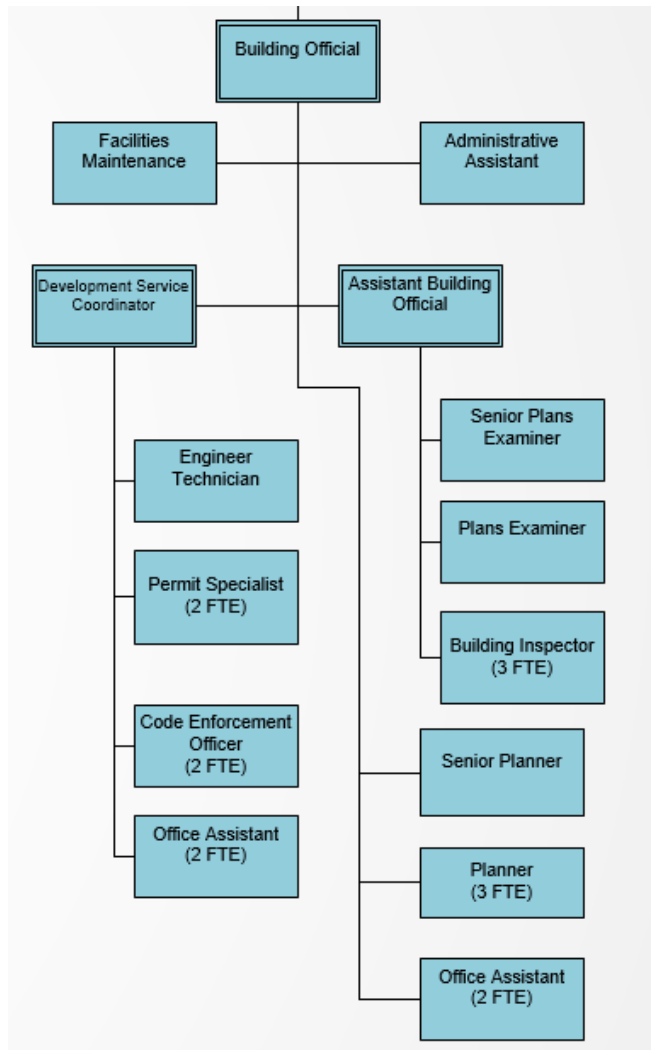 Building Official
Facilities
Maintenance
Administrative
Assistant
Development Service
Coordinator
Assistant Building
Official
Engineer
Technician
Permit Specialist
(2 FTE)
Code Enforcement
Officer
(2 FTE)
Office Assistant
(2 FTE)
Senior Plans
Examiner
Plans Examiner
Building Inspector
(3 FTE)
Senior Planner
Planner
(3 FTE)
Office Assistant
(2 FTE)